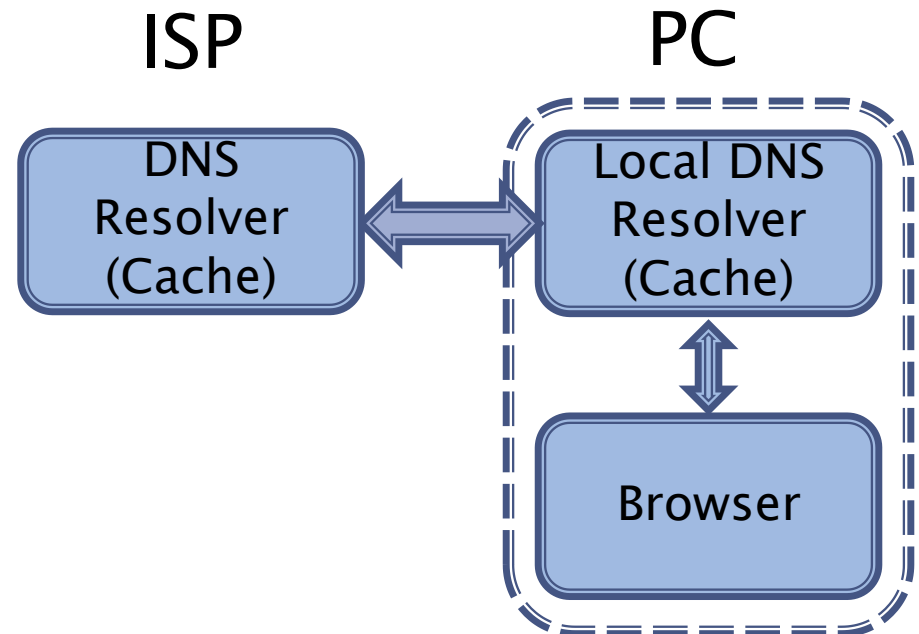 ISP
PC
DNS
Resolver
(Cache)
Local DNS
Resolver
(Cache)
Browser